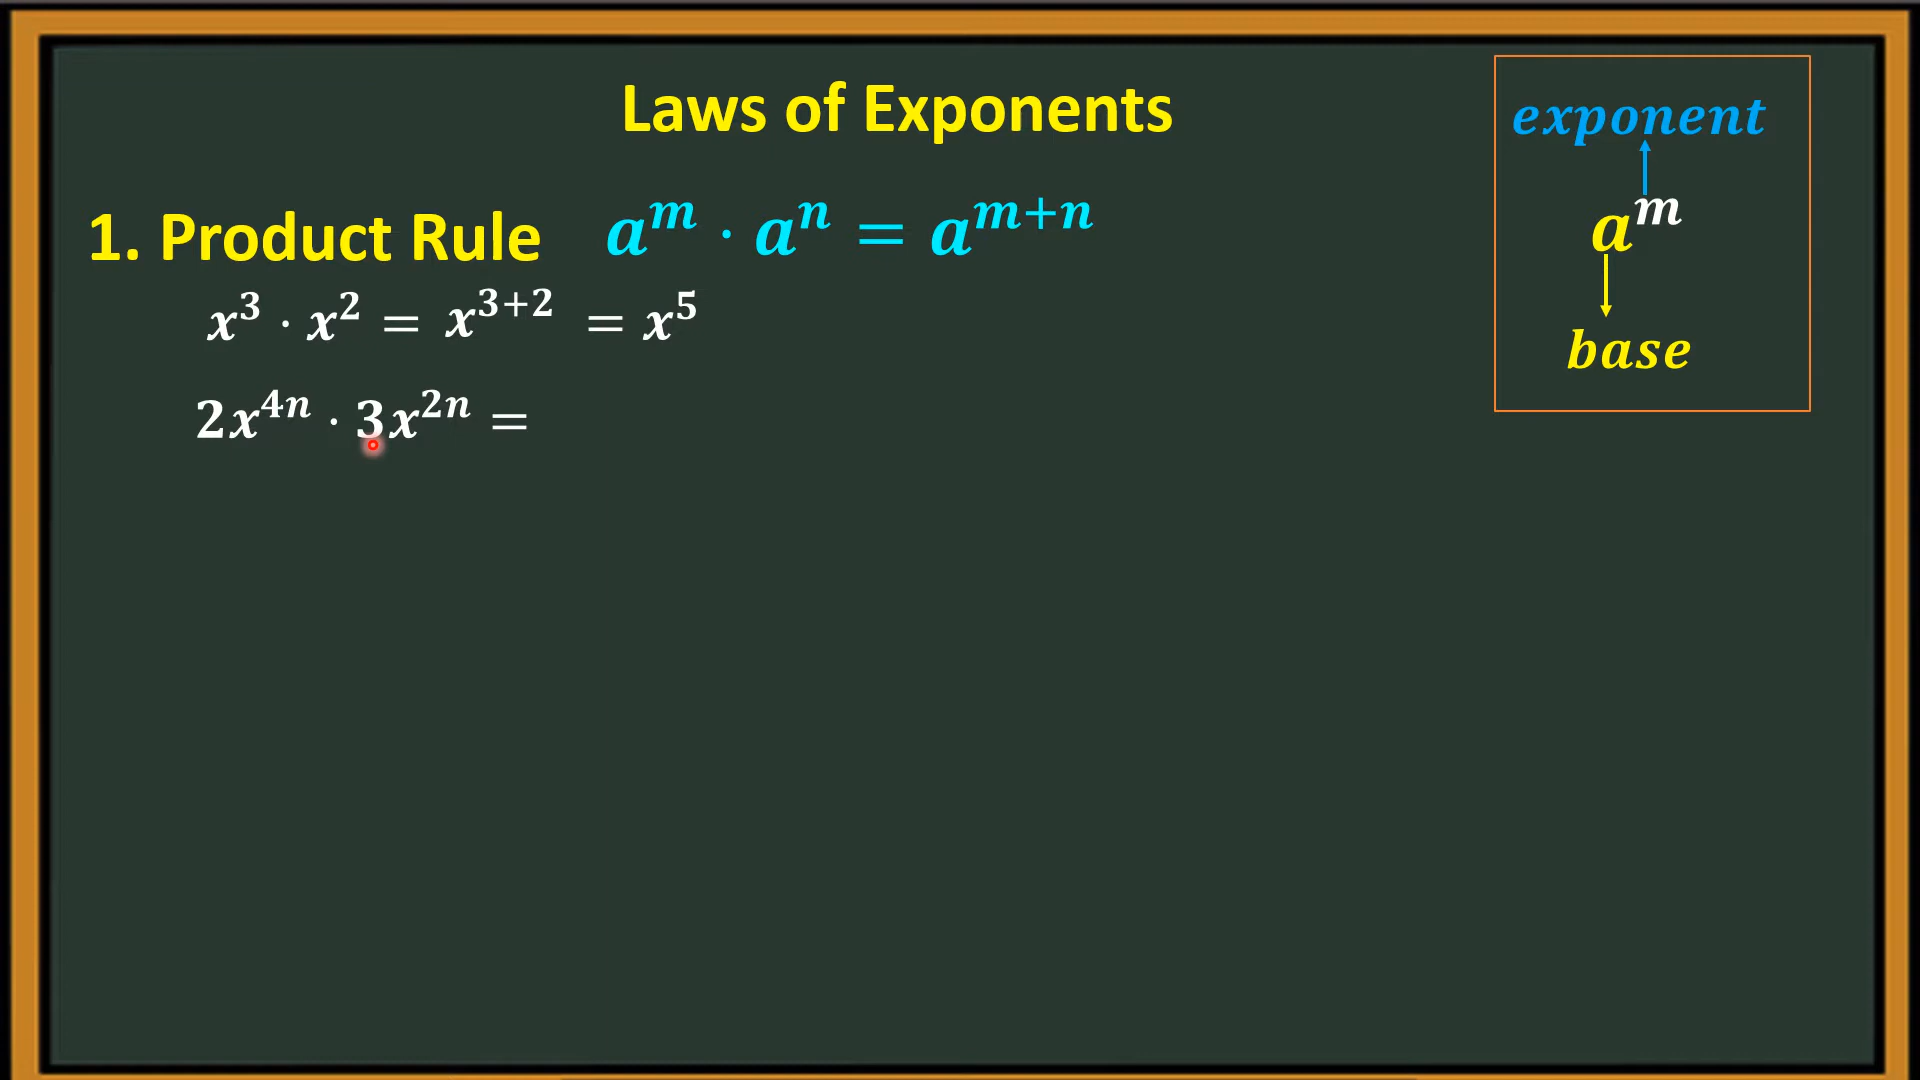 Laws of Exponents
exponent
a^m
base
1. Product Rule a^m · a^n = a^{m+n}
x^3 · x^2 = x^{3+2} = x^5
2x^{4n} · 3x^{2n} =